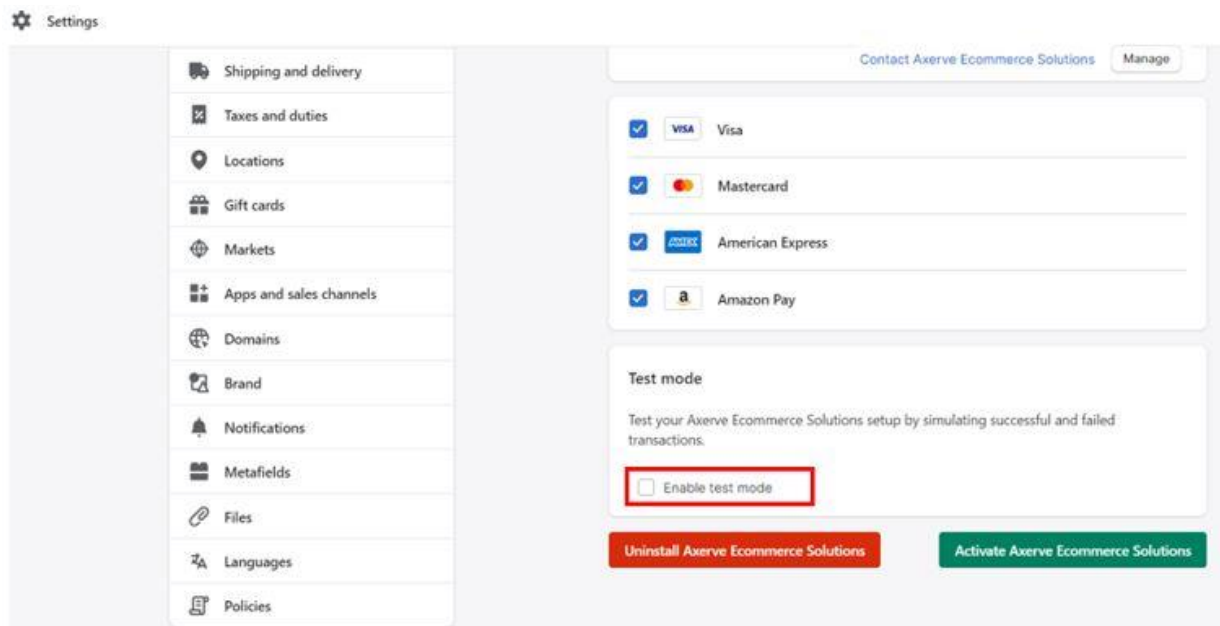 Settings
Shipping and delivery
Taxes and duties
Locations
Gift cards
Markets
Apps and sales channels
Domains
Brand
Notifications
Metafields
Files
Languages
Policies
Contact Axerve Ecommerce Solutions
Manage
VISA
Visa
Mastercard
AMEX
American Express
a
Amazon Pay
Test mode
Test your Axerve Ecommerce Solutions setup by simulating successful and failed
transactions.
Enable test mode
Uninstall Axerve Ecommerce Solutions
Activate Axerve Ecommerce Solutions